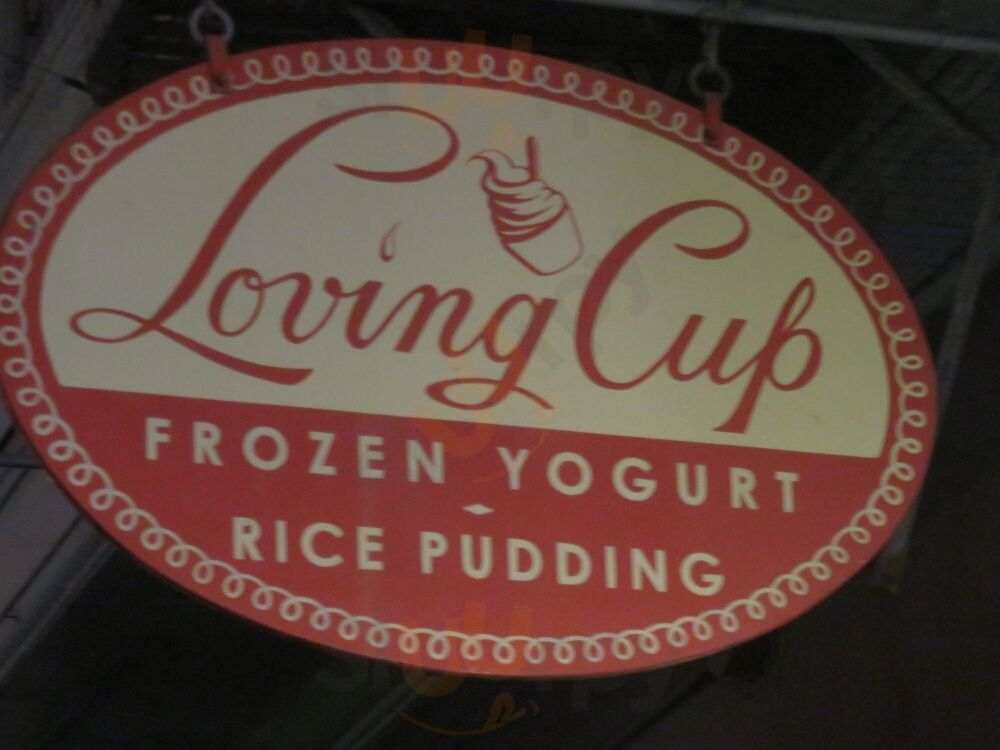 Loving Cup
FROZEN YOGURT
RICE PUDDING